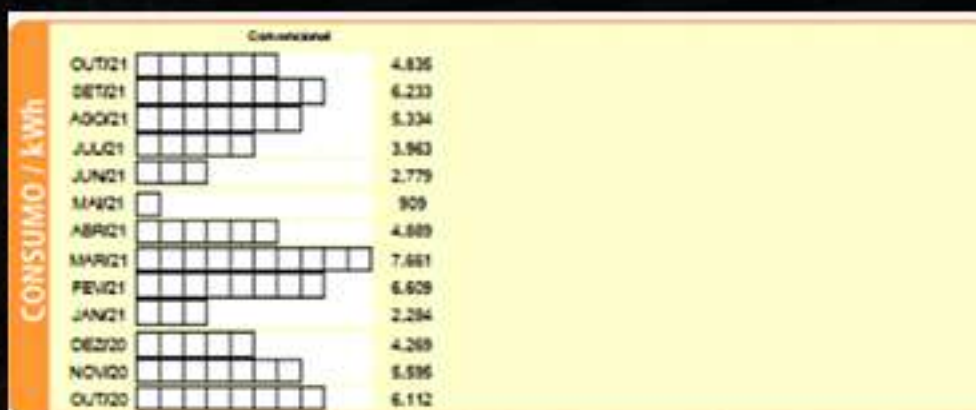 CONSUMO / kWh
Convencional
OUT/21 4.835
SET/21 6.233
AGO/21 5.334
JUL/21 3.963
JUN/21 2.779
MAI/21 909
ABR/21 4.889
MAR/21 7.661
FEV/21 6.609
JAN/21 2.284
DEZ/20 4.269
NOV/20 5.595
OUT/20 6.112